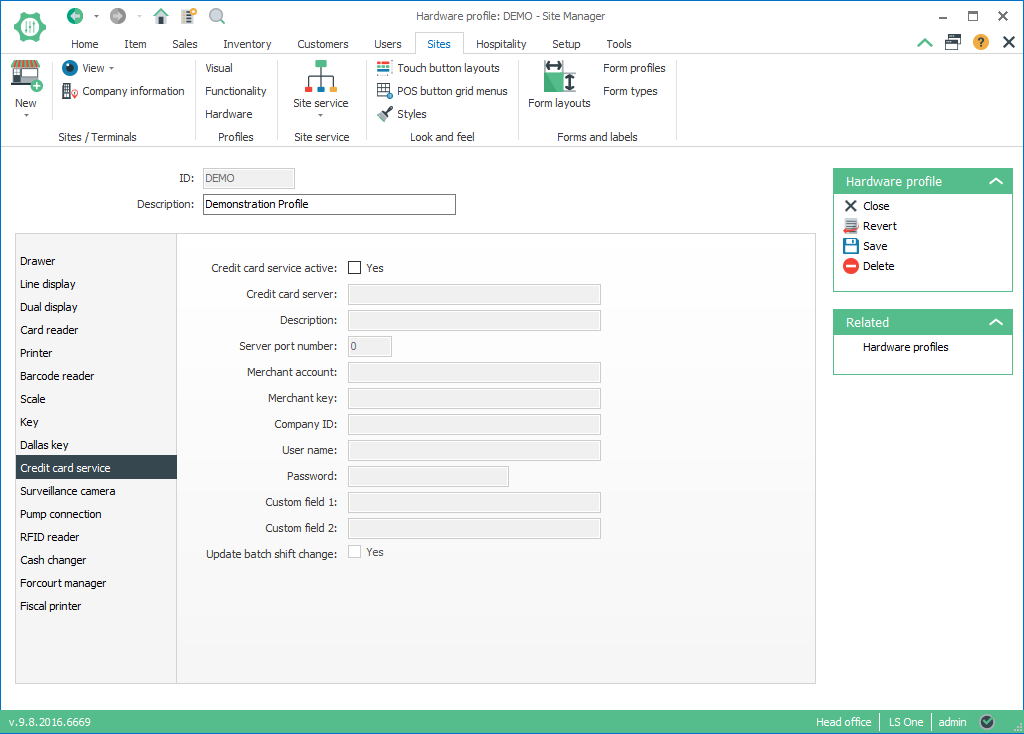 Hardware profile: DEMO - Site Manager
Home Item Sales Inventory Customers Users Sites Hospitality Setup Tools
New
View
Company information
Sites / Terminals
Visual
Functionality
Hardware
Profiles
Site service
Site service
Touch button layouts
POS button grid menus
Styles
Look and feel
Form layouts
Form profiles
Form types
Forms and labels
ID: DEMO
Description: Demonstration Profile
Drawer
Line display
Dual display
Card reader
Printer
Barcode reader
Scale
Key
Dallas key
Credit card service
Surveillance camera
Pump connection
RFID reader
Cash changer
Forcourt manager
Fiscal printer
Credit card service active: Yes
Credit card server:
Description:
Server port number: 0
Merchant account:
Merchant key:
Company ID:
User name:
Password:
Custom field 1:
Custom field 2:
Update batch shift change: Yes
Hardware profile
Close
Revert
Save
Delete
Related
Hardware profiles
v.9.8.2016.6669
Head office LS One admin